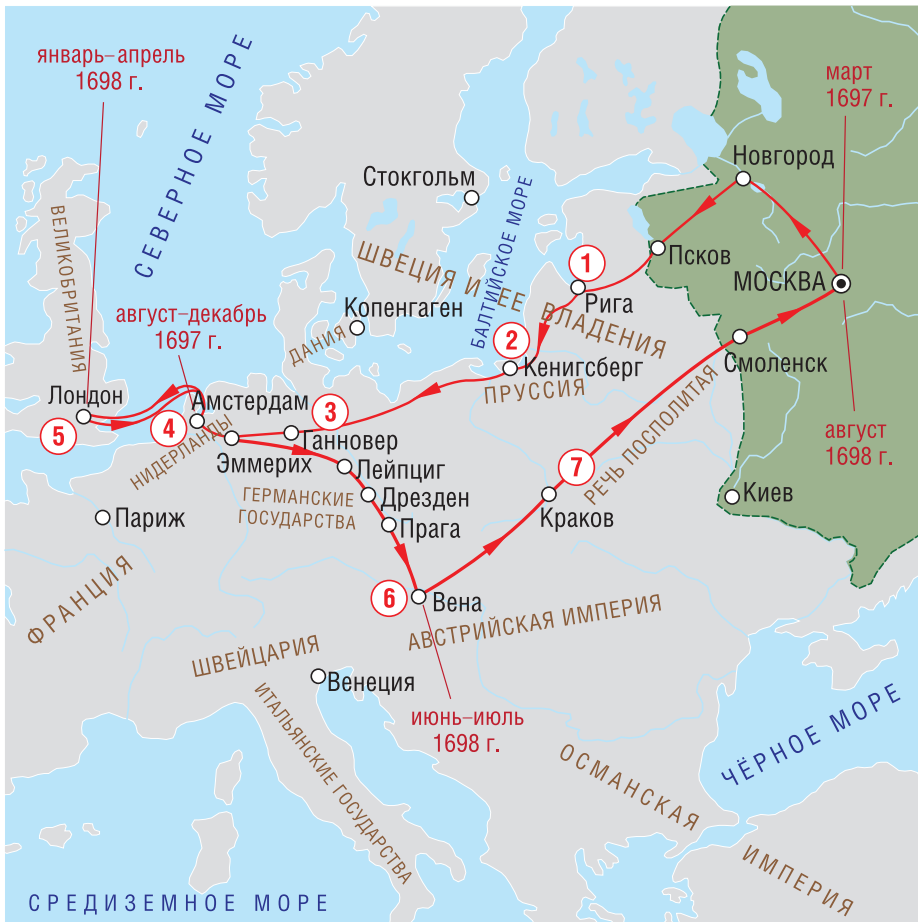 январь–апрель
1698 г.
СЕВЕРНОЕ МОРЕ
март
1697 г.
Новгород
Стокгольм
ВЕЛИКОБРИТАНИЯ
БАЛТИЙСКОЕ МОРЕ
ШВЕЦИЯ И ЕЕ ВЛАДЕНИЯ
1
Псков
Рига
МОСКВА
август–декабрь
1697 г.
Копенгаген
ДАНИЯ
2
Кенигсберг
ПРУССИЯ
Смоленск
Лондон
5
Амстердам
4
3
Ганновер
НИДЕРЛАНДЫ
Эммерих
Лейпциг
7
РЕЧЬ ПОСПОЛИТАЯ
август
1698 г.
ГЕРМАНСКИЕ
ГОСУДАРСТВА
Дрезден
Краков
Киев
Париж
Прага
ФРАНЦИЯ
6
Вена
АВСТРИЙСКАЯ ИМПЕРИЯ
ШВЕЙЦАРИЯ
Венеция
ИТАЛЬЯНСКИЕ ГОСУДАРСТВА
июнь–июль
1698 г.
ЧЁРНОЕ МОРЕ
ОСМАНСКАЯ
ИМПЕРИЯ
СРЕДИЗЕМНОЕ МОРЕ